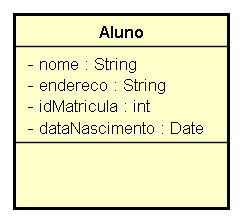 Aluno
- nome : String
- endereco : String
- idMatricula : int
- dataNascimento : Date